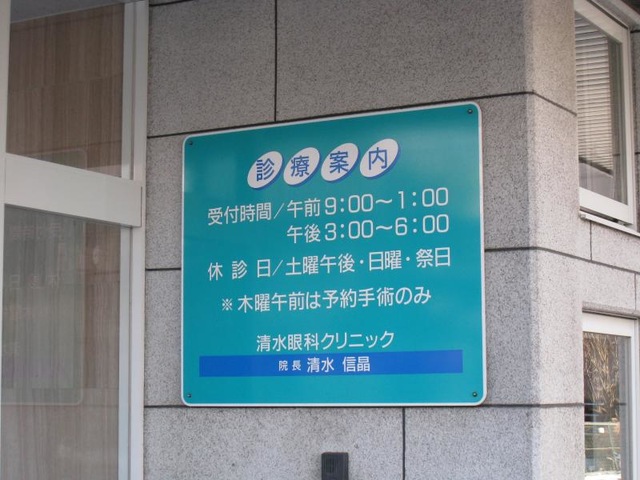 診療案内
受付時間/午前9:00〜1:00
午後3:00〜6:00
休診日/土曜午後・日曜・祭日
※木曜午前は予約手術のみ
清水眼科クリニック
院長 清水 信晶